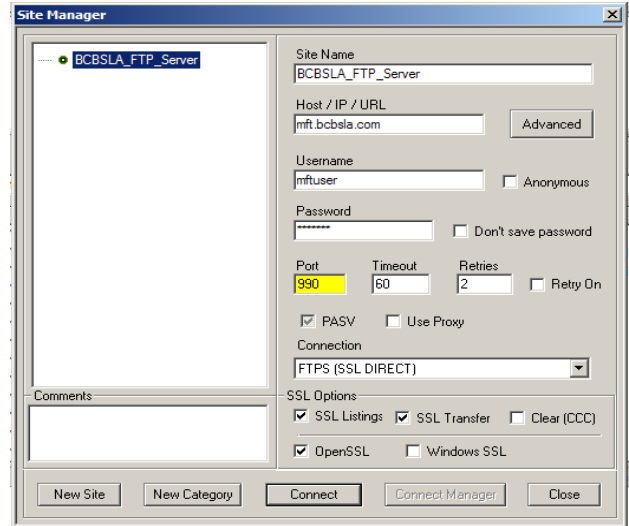 Site Manager
BCBSLA_FTP_Server
Site Name
BCBSLA_FTP_Server
Host / IP / URL
mft.bcbsla.com
Advanced
Username
mftuser
Anonymous
Password
*******
Don't save password
Port Timeout Retries
990 60 2 Retry On
PASV Use Proxy
Connection
FTPS (SSL DIRECT)
Comments
SSL Options
SSL Listings SSL Transfer Clear (CCC)
OpenSSL Windows SSL
New Site New Category Connect Connect Manager Close